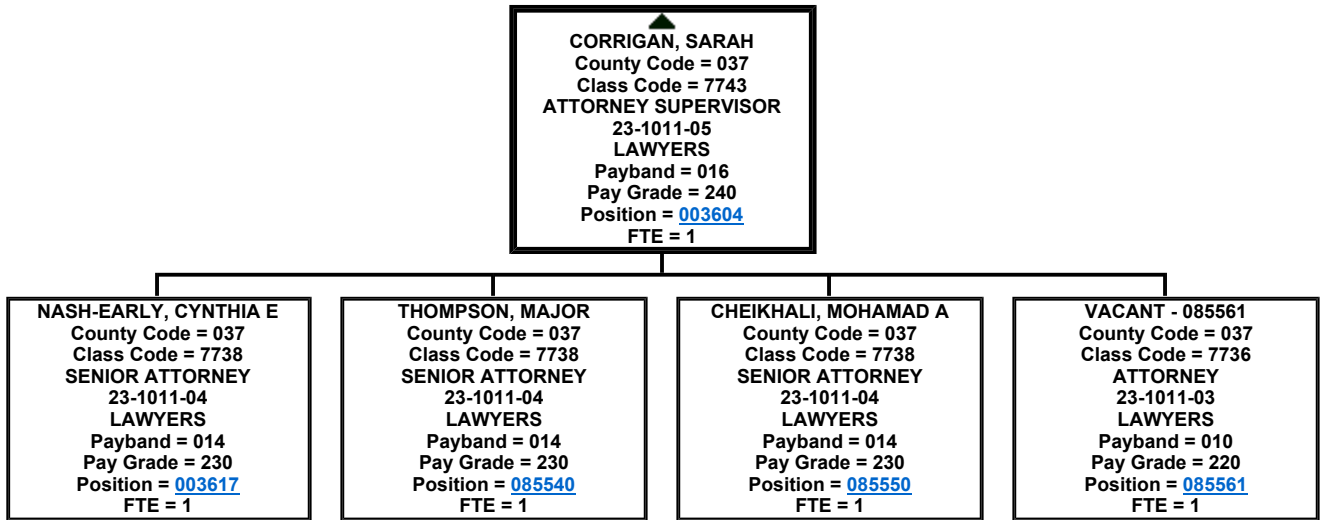 CORRIGAN, SARAH
County Code = 037
Class Code = 7743
ATTORNEY SUPERVISOR
23-1011-05
LAWYERS
Payband = 016
Pay Grade = 240
Position = 003604
FTE = 1
NASH-EARLY, CYNTHIA E
County Code = 037
Class Code = 7738
SENIOR ATTORNEY
23-1011-04
LAWYERS
Payband = 014
Pay Grade = 230
Position = 003617
FTE = 1
THOMPSON, MAJOR
County Code = 037
Class Code = 7738
SENIOR ATTORNEY
23-1011-04
LAWYERS
Payband = 014
Pay Grade = 230
Position = 085540
FTE = 1
CHEIKHALI, MOHAMAD A
County Code = 037
Class Code = 7738
SENIOR ATTORNEY
23-1011-04
LAWYERS
Payband = 014
Pay Grade = 230
Position = 085550
FTE = 1
VACANT - 085561
County Code = 037
Class Code = 7736
ATTORNEY
23-1011-03
LAWYERS
Payband = 010
Pay Grade = 220
Position = 085561
FTE = 1